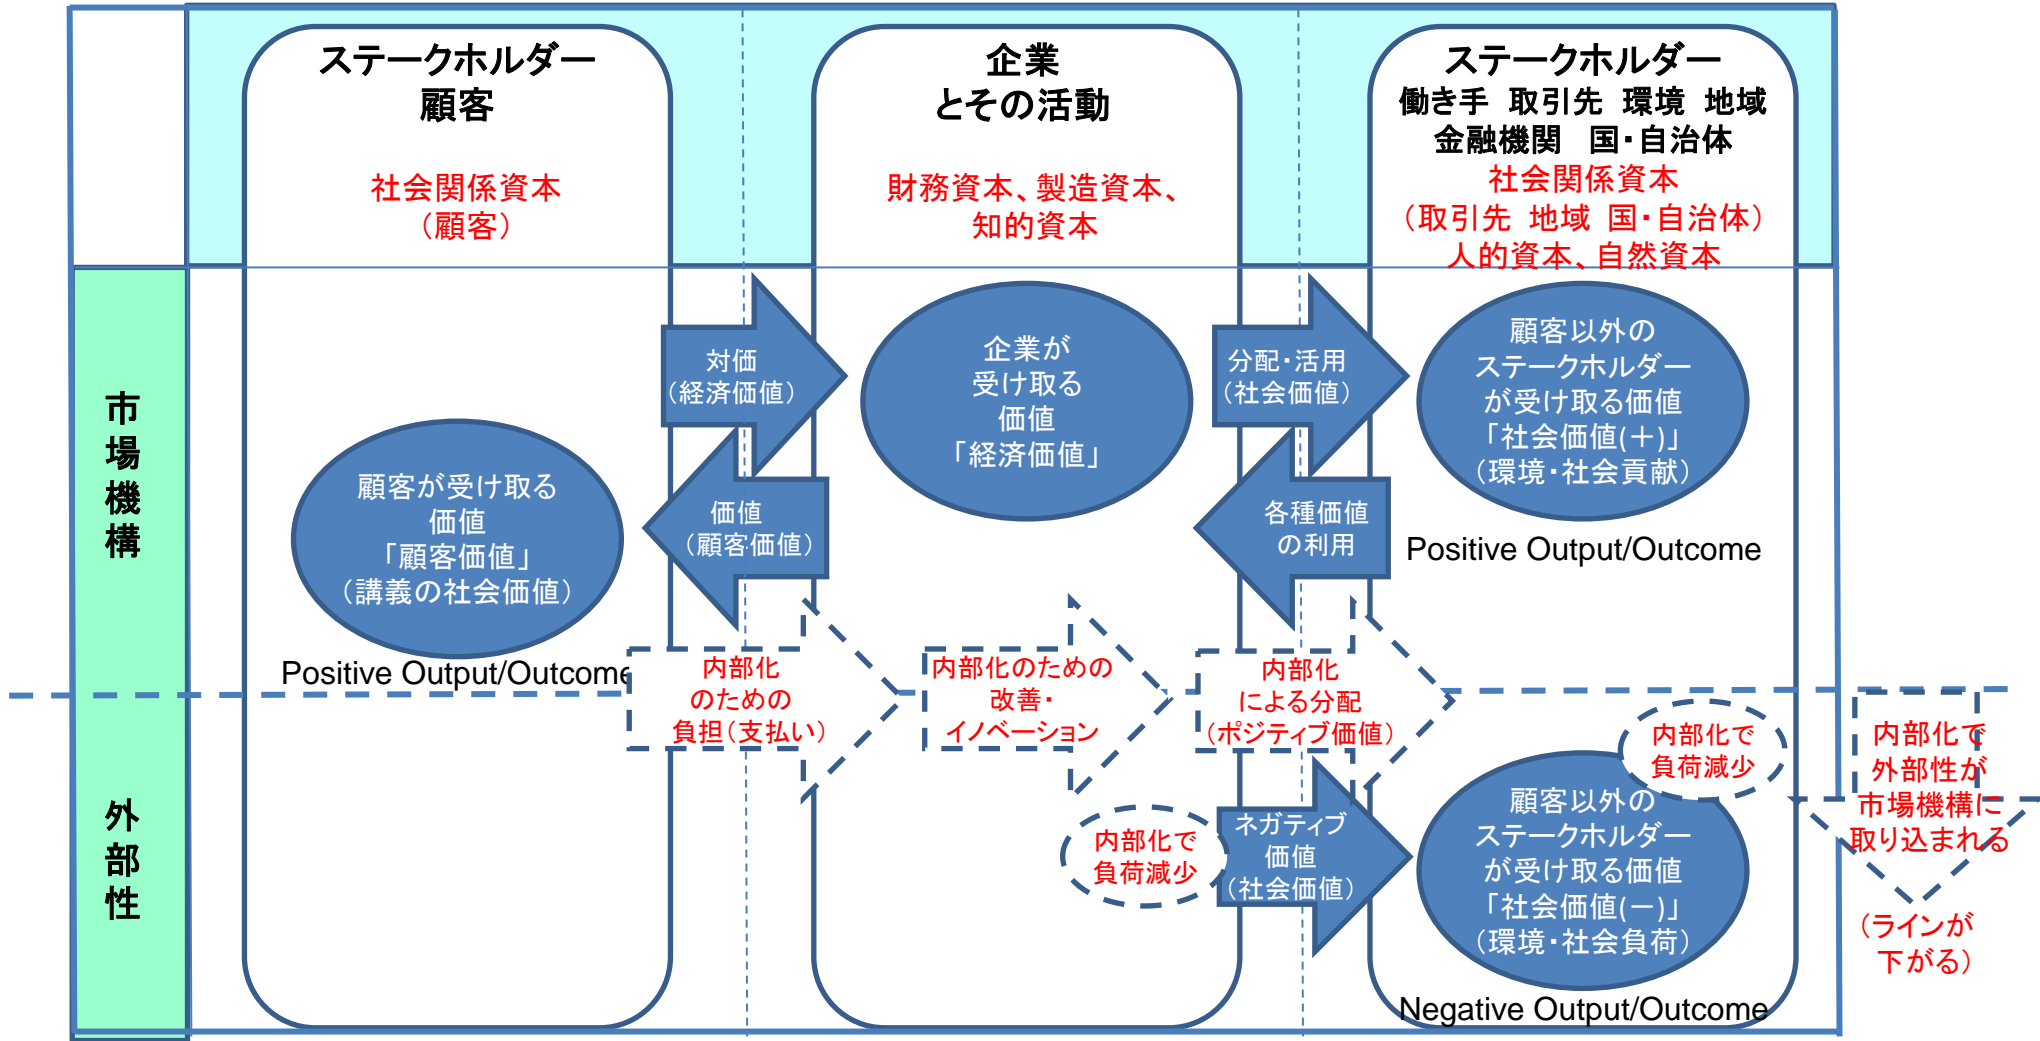 ステークホルダー
顧客
社会関係資本
（顧客）
企業
とその活動
財務資本、製造資本、
知的資本
ステークホルダー
働き手 取引先 環境 地域
金融機関 国・自治体
社会関係資本
（取引先 地域 国・自治体）
人的資本、自然資本
市場機構
外部性
対価
（経済価値）
価値
（顧客価値）
顧客が受け取る
価値
「顧客価値」
（講義の社会価値）
Positive Output/Outcome
企業が
受け取る
価値
「経済価値」
分配・活用
（社会価値）
各種価値
の利用
顧客以外の
ステークホルダー
が受け取る価値
「社会価値(＋)」
（環境・社会貢献）
Positive Output/Outcome
内部化
のための
負担（支払い）
内部化のための
改善・
イノベーション
内部化
による分配
（ポジティブ価値）
内部化で
負荷減少
ネガティブ
価値
（社会価値）
内部化で
負荷減少
顧客以外の
ステークホルダー
が受け取る価値
「社会価値(－)」
（環境・社会負荷）
Negative Output/Outcome
内部化で
外部性が
市場機構に
取り込まれる
（ラインが
下がる）